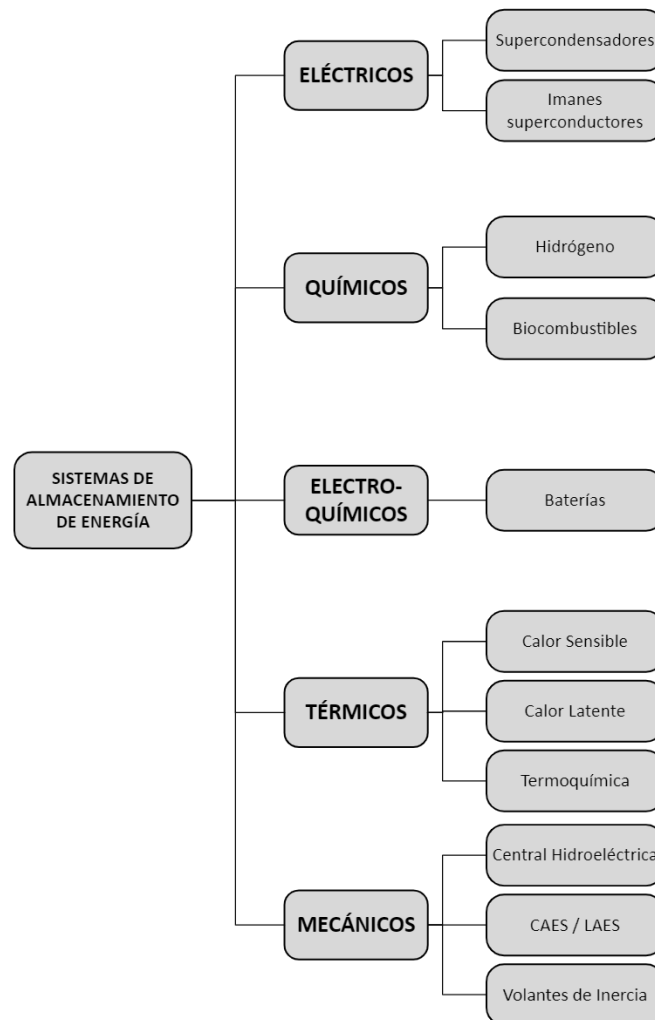 Supercondensadores
ELÉCTRICOS
Imanes
superconductores
Hidrógeno
QUÍMICOS
Biocombustibles
SISTEMAS DE
ALMACENAMIENTO
DE ENERGÍA
ELECTRO-
QUÍMICOS
Baterías
Calor Sensible
TÉRMICOS
Calor Latente
Termoquímica
Central Hidroeléctrica
MECÁNICOS
CAES / LAES
Volantes de Inercia